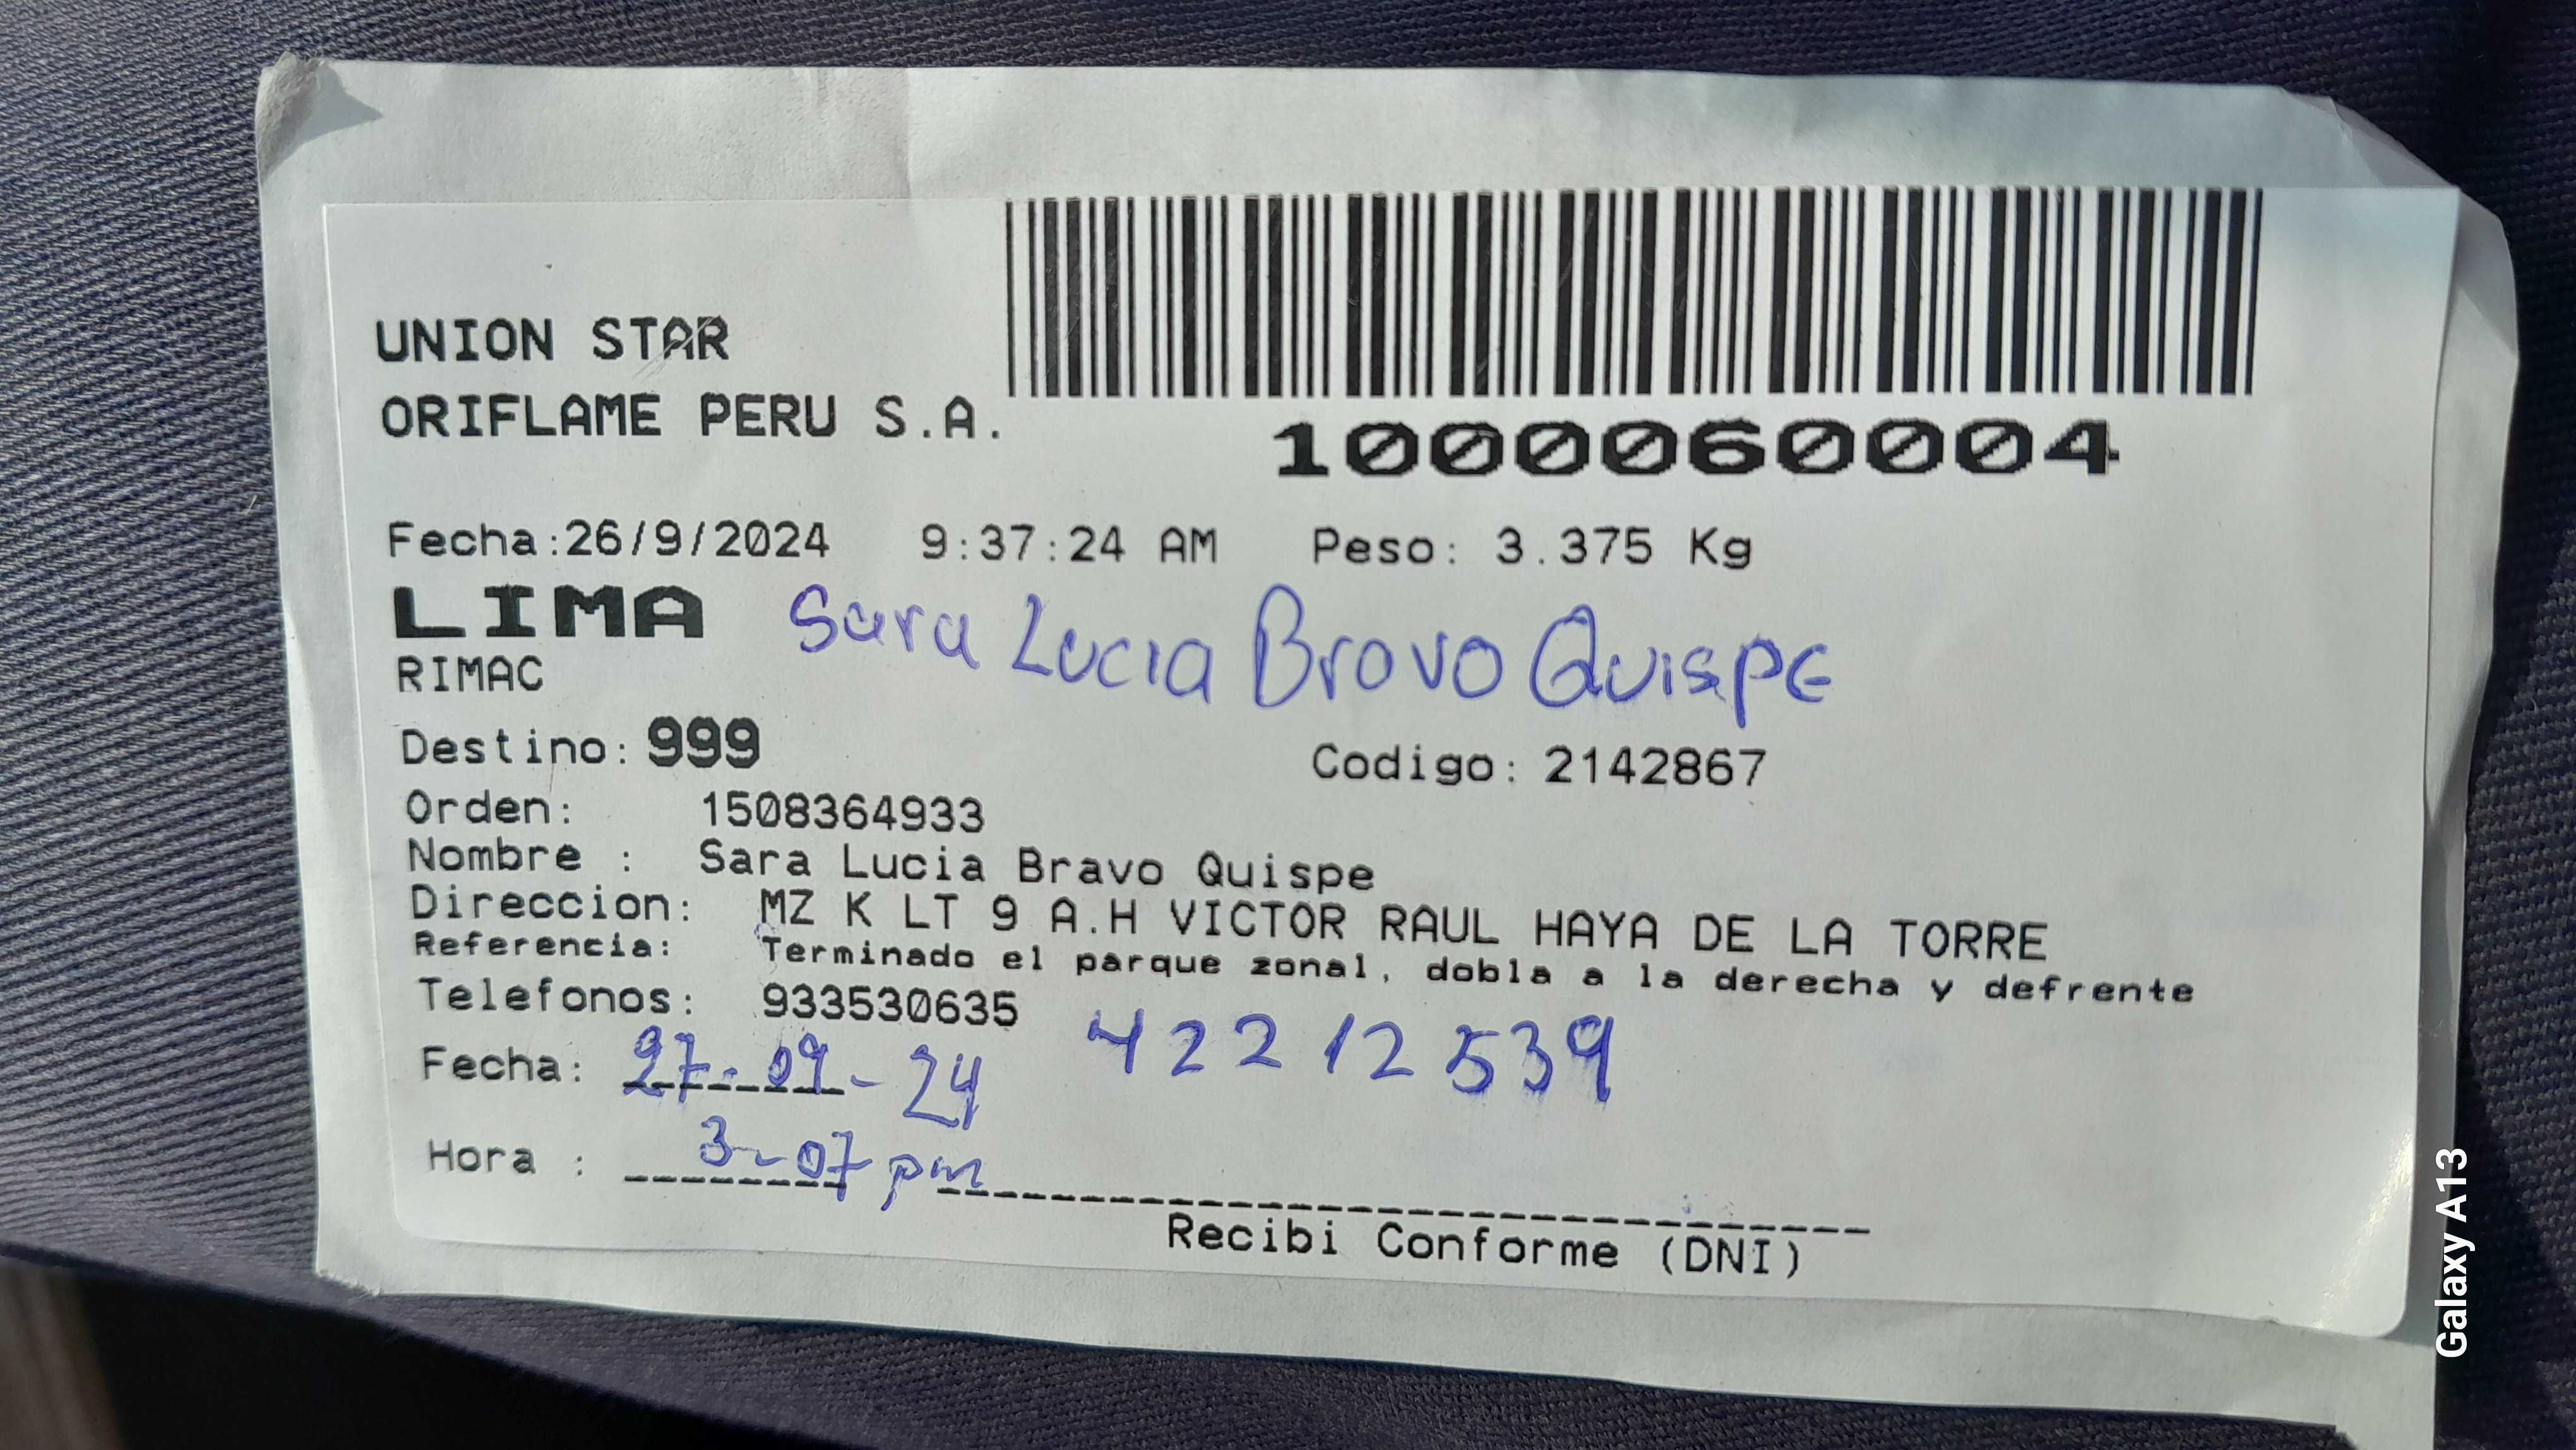 UNION STAR
ORIFLAME PERU S.A.
1000060004
Fecha:26/9/2024 9:37:24 AM Peso: 3.375 Kg
LIMA Sara Lucia Bravo Quispe
RIMAC
Destino: 999 Codigo: 2142867
Orden: 1508364933
Nombre : Sara Lucia Bravo Quispe
Direccion: MZ K LT 9 A.H VICTOR RAUL HAYA DE LA TORRE
Referencia: Terminado el parque zonal, dobla a la derecha y defrente
Telefonos: 933530635
42212539
Fecha: 27-09-24
Hora : 3-07 pm
Recibi Conforme (DNI)
Galaxy A13